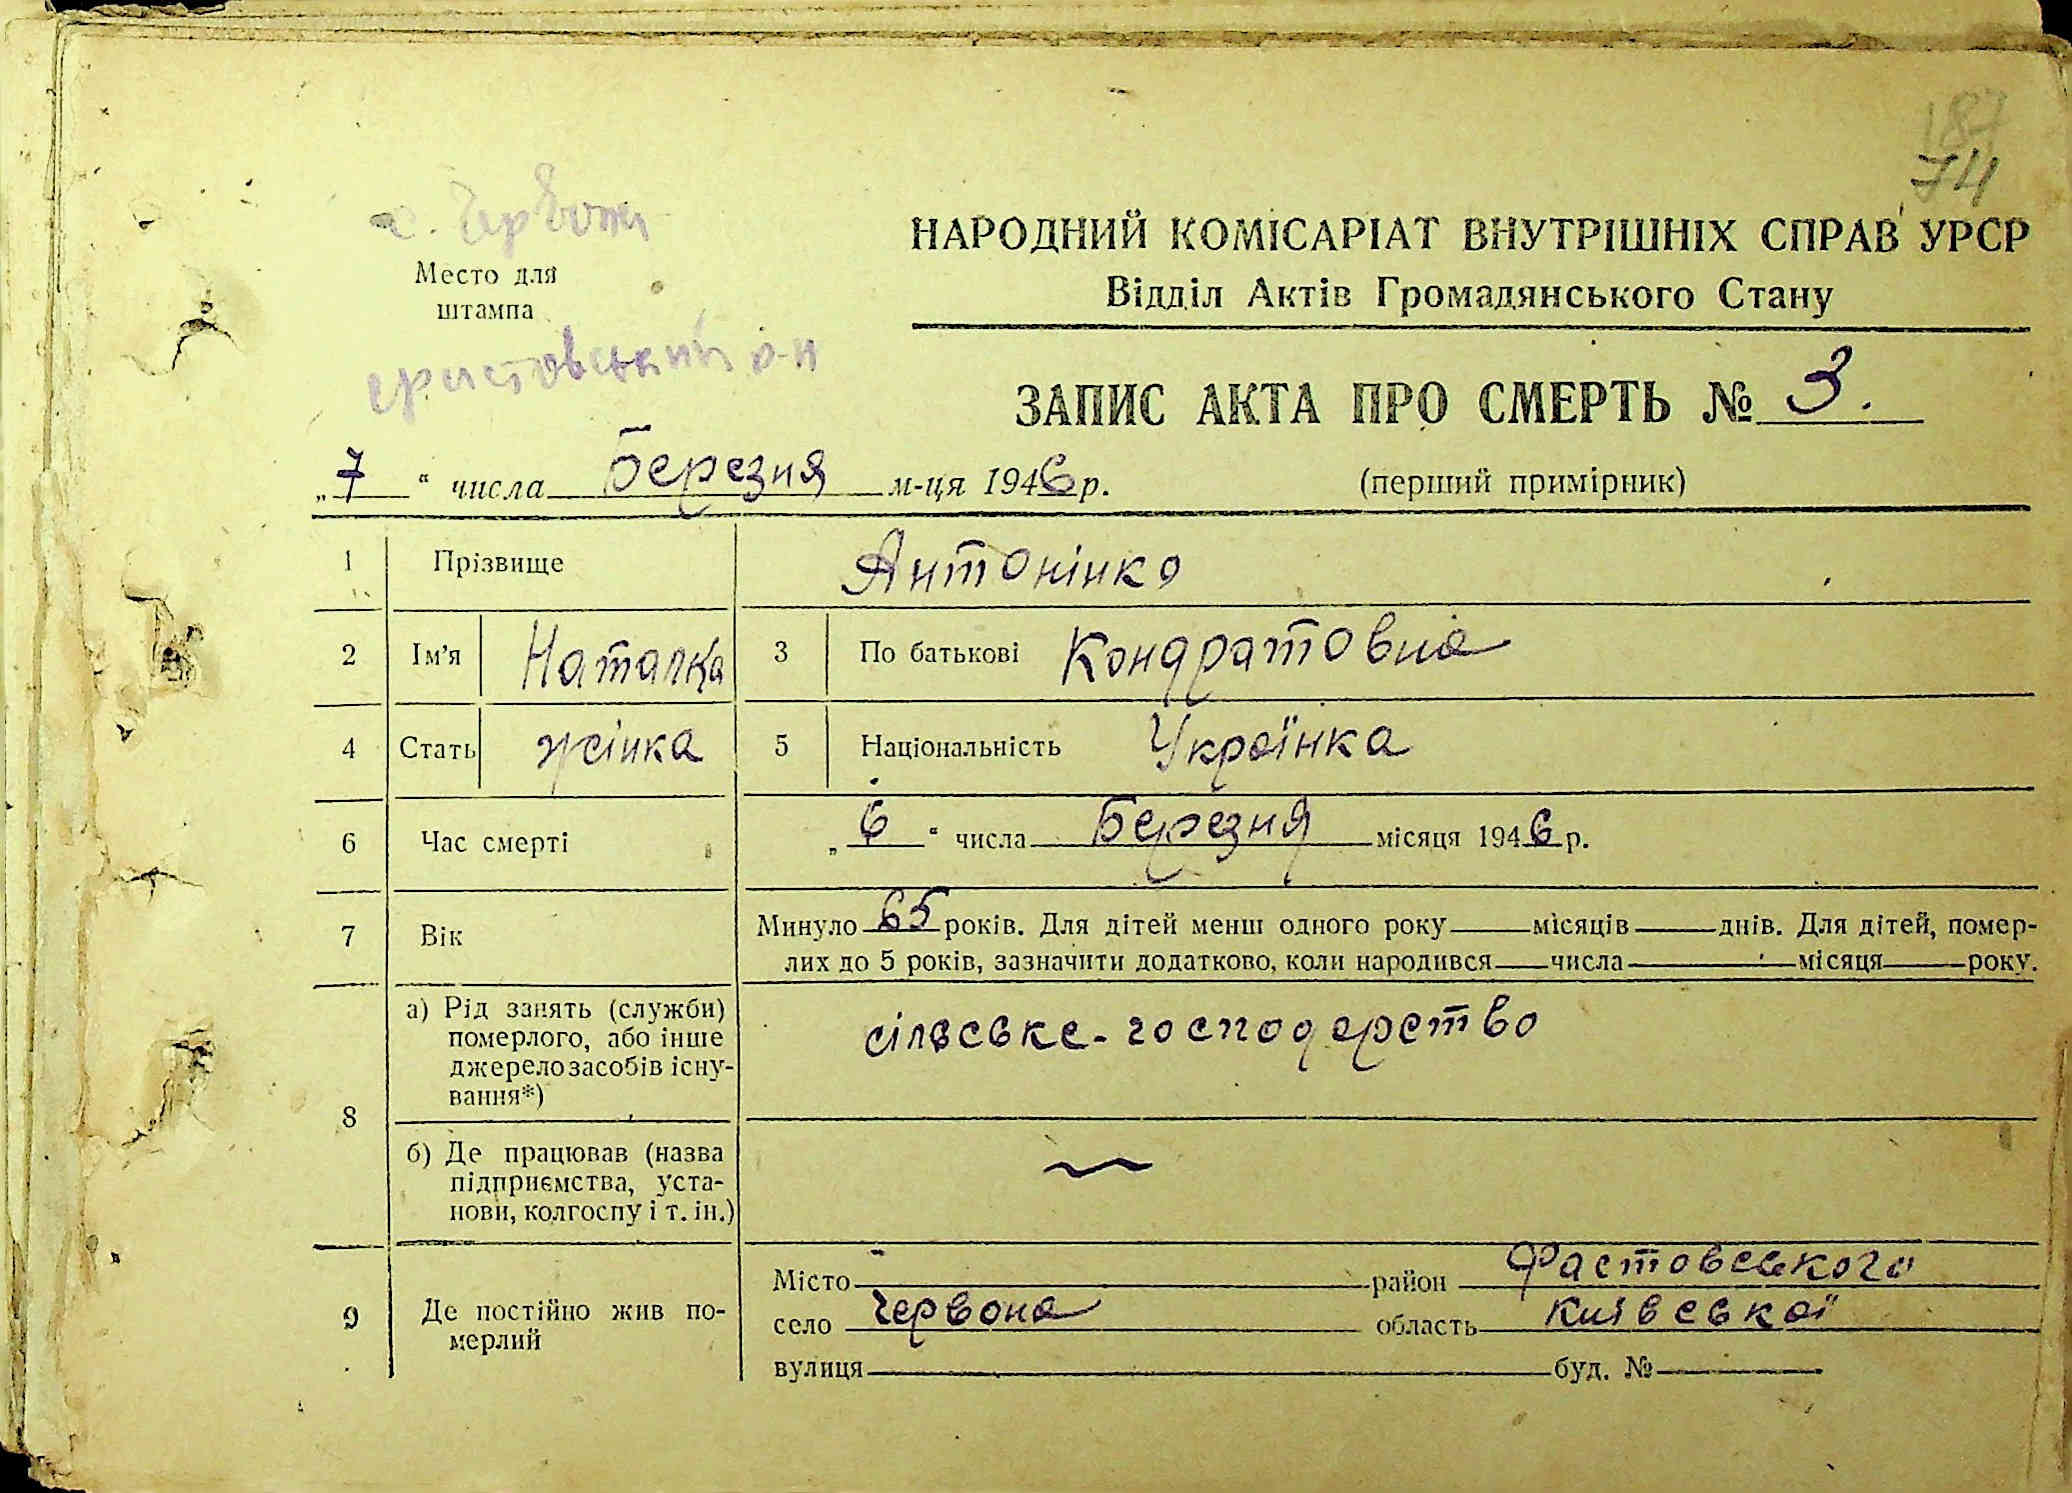 187
74
с. Червона
Место для
штампа
Фастовський р-н
НАРОДНИЙ КОМІСАРІАТ ВНУТРІШНІХ СПРАВ УРСР
Відділ Актів Громадянського Стану
ЗАПИС АКТА ПРО СМЕРТЬ № 3.
„7“ числа Березня м-ця 1946 р.
(перший примірник)
1 Прізвище Антонінко
2 Ім'я Наталка 3 По батькові Кондратовна
4 Стать жінка 5 Національність Українка
6 Час смерті „6“ числа Березня місяця 1946 р.
7 Вік Минуло 65 років. Для дітей менш одного року — місяців — днів. Для дітей, помер-
лих до 5 років, зазначити додатково, коли народився — числа — місяця — року.
8 а) Рід занять (служби)
померлого, або інше
джерело засобів існу-
вання*)
сільське-господарство
б) Де працював (назва
підприємства, уста-
нови, колгоспу і т. ін.)
9 Де постійно жив по-
мерлий
Місто — район Фастовського
село Червона область Київської
вулиця — буд. № —